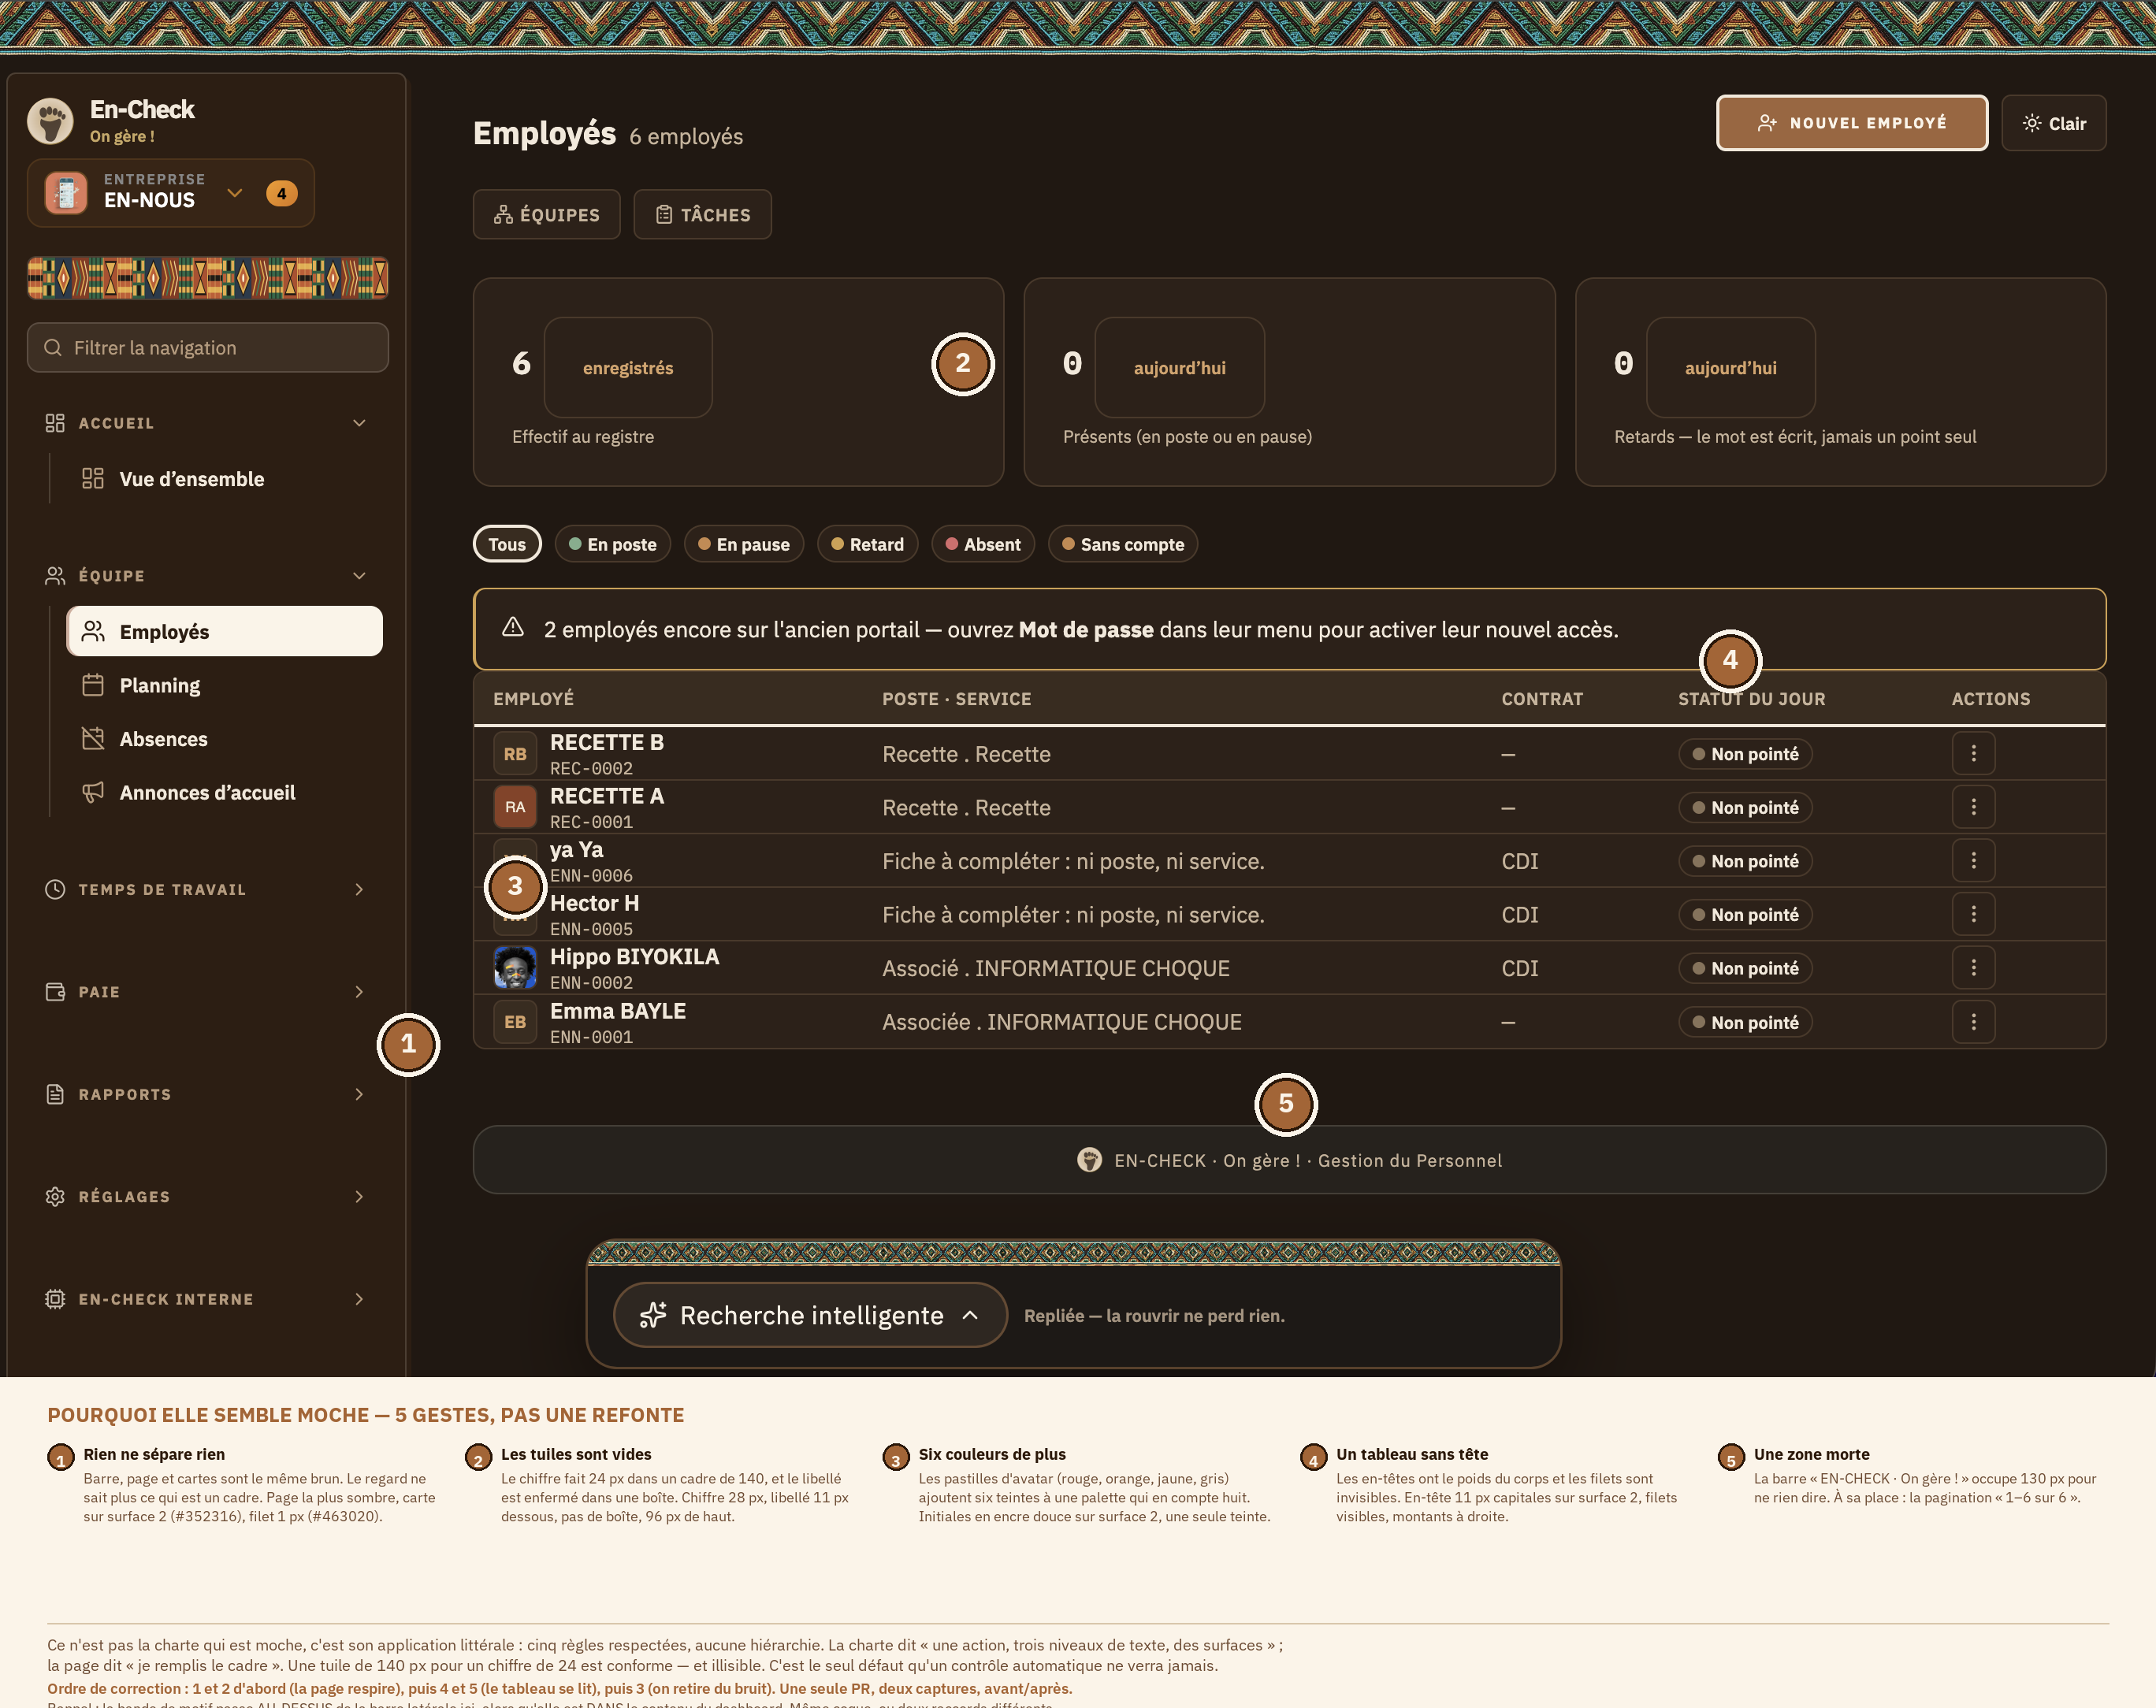 En-Check
On gère !
ENTREPRISE
EN-NOUS
4
Filtrer la navigation
ACCUEIL
Vue d’ensemble
ÉQUIPE
Employés
Planning
Absences
Annonces d’accueil
TEMPS DE TRAVAIL
PAIE
1
RAPPORTS
RÉGLAGES
EN-CHECK INTERNE
Employés 6 employés
NOUVEL EMPLOYÉ
Clair
ÉQUIPES
TÂCHES
6 enregistrés
Effectif au registre
2
0 aujourd’hui
Présents (en poste ou en pause)
0 aujourd’hui
Retards — le mot est écrit, jamais un point seul
Tous
En poste
En pause
Retard
Absent
Sans compte
2 employés encore sur l'ancien portail — ouvrez Mot de passe dans leur menu pour activer leur nouvel accès.
4
EMPLOYÉ POSTE · SERVICE CONTRAT STATUT DU JOUR ACTIONS
RB RECETTE B Recette . Recette — Non pointé
REC-0002
RA RECETTE A Recette . Recette — Non pointé
REC-0001
ya Ya Fiche à compléter : ni poste, ni service. CDI Non pointé
ENN-0006
3
Hector H Fiche à compléter : ni poste, ni service. CDI Non pointé
ENN-0005
Hippo BIYOKILA Associé . INFORMATIQUE CHOQUE CDI Non pointé
ENN-0002
EB Emma BAYLE Associée . INFORMATIQUE CHOQUE — Non pointé
ENN-0001
5
EN-CHECK · On gère ! · Gestion du Personnel
Recherche intelligente
Repliée — la rouvrir ne perd rien.
POURQUOI ELLE SEMBLE MOCHE — 5 GESTES, PAS UNE REFONTE
1 Rien ne sépare rien
Barre, page et cartes sont le même brun. Le regard ne
sait plus ce qui est un cadre. Page la plus sombre, carte
sur surface 2 (#352316), filet 1 px (#463020).
2 Les tuiles sont vides
Le chiffre fait 24 px dans un cadre de 140, et le libellé
est enfermé dans une boîte. Chiffre 28 px, libellé 11 px
dessous, pas de boîte, 96 px de haut.
3 Six couleurs de plus
Les pastilles d'avatar (rouge, orange, jaune, gris)
ajoutent six teintes à une palette qui en compte huit.
Initiales en encre douce sur surface 2, une seule teinte.
4 Un tableau sans tête
Les en-têtes ont le poids du corps et les filets sont
invisibles. En-tête 11 px capitales sur surface 2, filets
visibles, montants à droite.
5 Une zone morte
La barre « EN-CHECK · On gère ! » occupe 130 px pour
ne rien dire. À sa place : la pagination « 1–6 sur 6 ».
Ce n'est pas la charte qui est moche, c'est son application littérale : cinq règles respectées, aucune hiérarchie. La charte dit « une action, trois niveaux de texte, des surfaces » ;
la page dit « je remplis le cadre ». Une tuile de 140 px pour un chiffre de 24 est conforme — et illisible. C'est le seul défaut qu'un contrôle automatique ne verra jamais.
Ordre de correction : 1 et 2 d'abord (la page respire), puis 4 et 5 (le tableau se lit), puis 3 (on retire du bruit). Une seule PR, deux captures, avant/après.